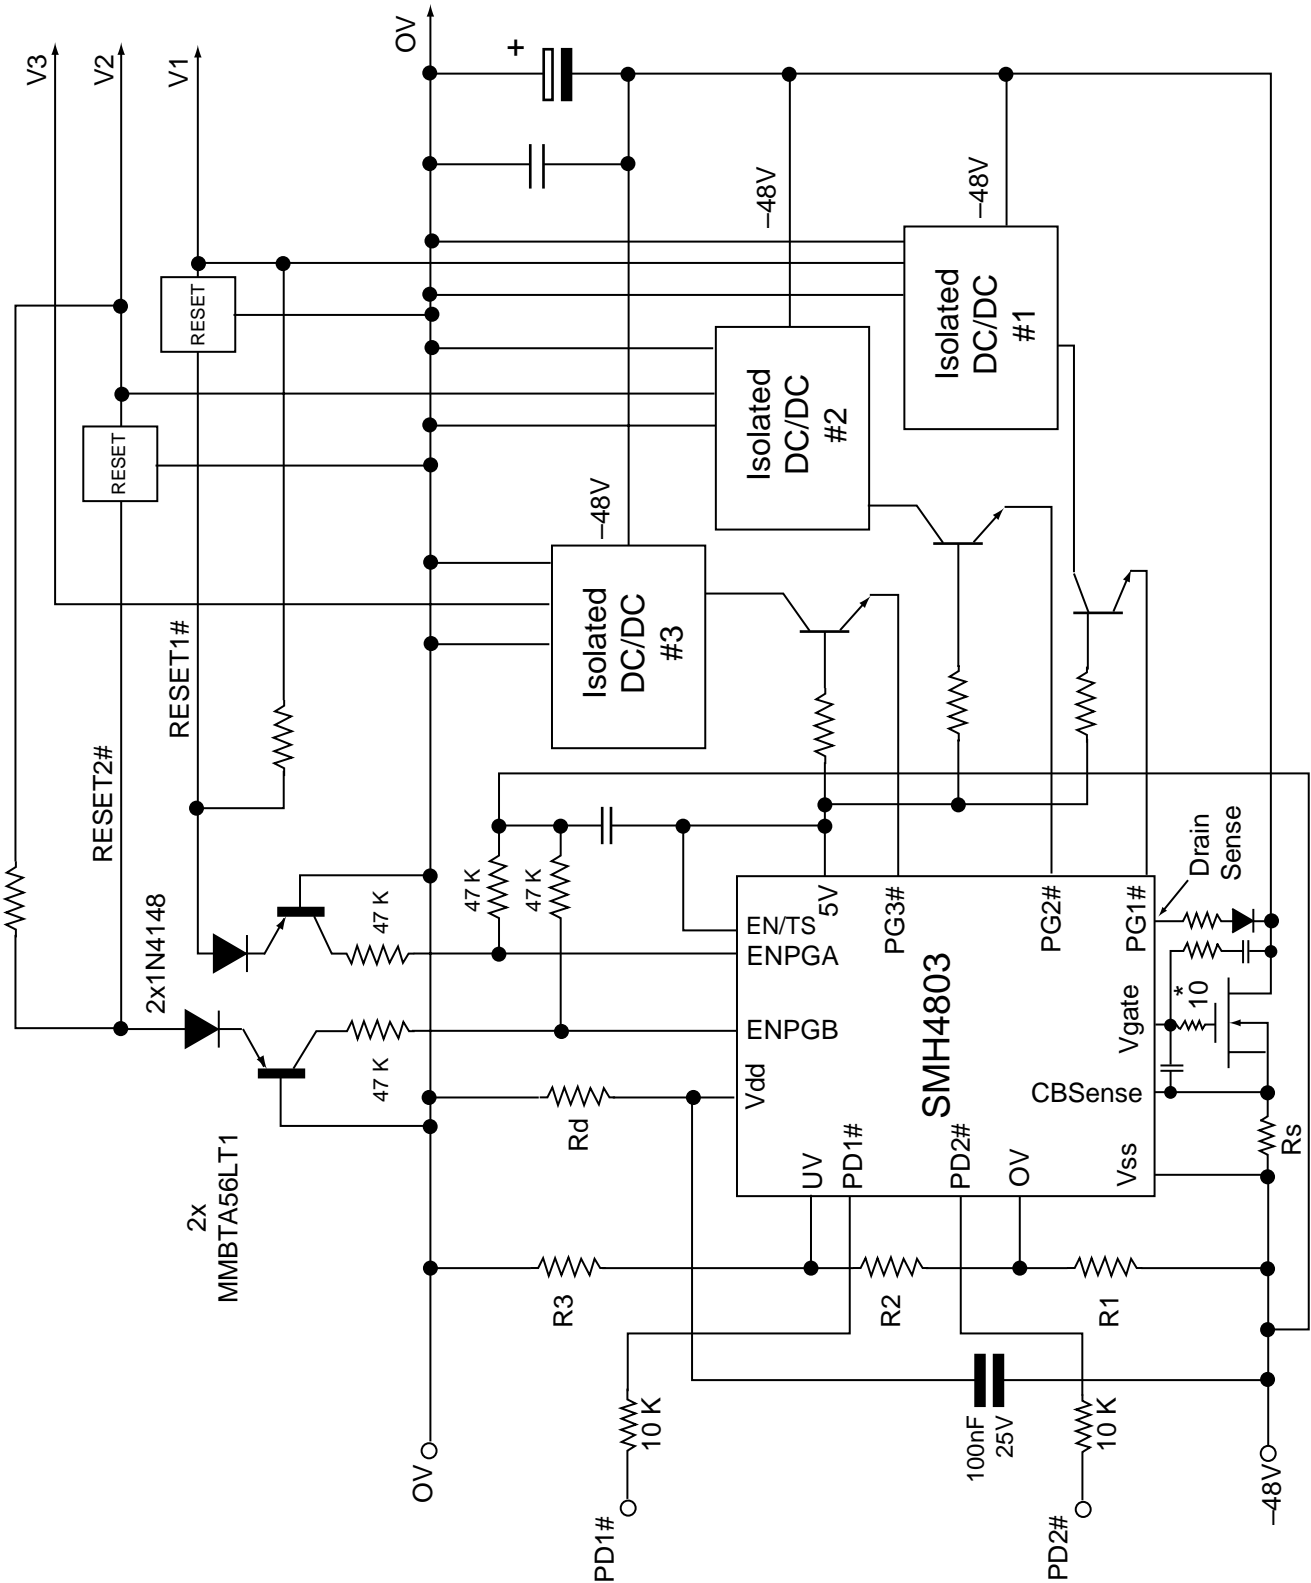 V3
V2
V1
OV
+
–48V
–48V
–48V
RESET
RESET
Isolated
DC/DC
#1
Isolated
DC/DC
#2
Isolated
DC/DC
#3
RESET1#
RESET2#
2x1N4148
47 K
47 K
47 K
47 K
2x
MMBTA56LT1
Rd
EN/TS
ENPGA
ENPGB
Vdd
5V
PG3#
PG2#
PG1#
Drain
Sense
SMH4803
Vgate
*
10
CBSense
Vss
Rs
UV
PD1#
PD2#
OV
R3
R2
R1
10 K
10 K
100nF
25V
OV
PD1#
PD2#
–48V